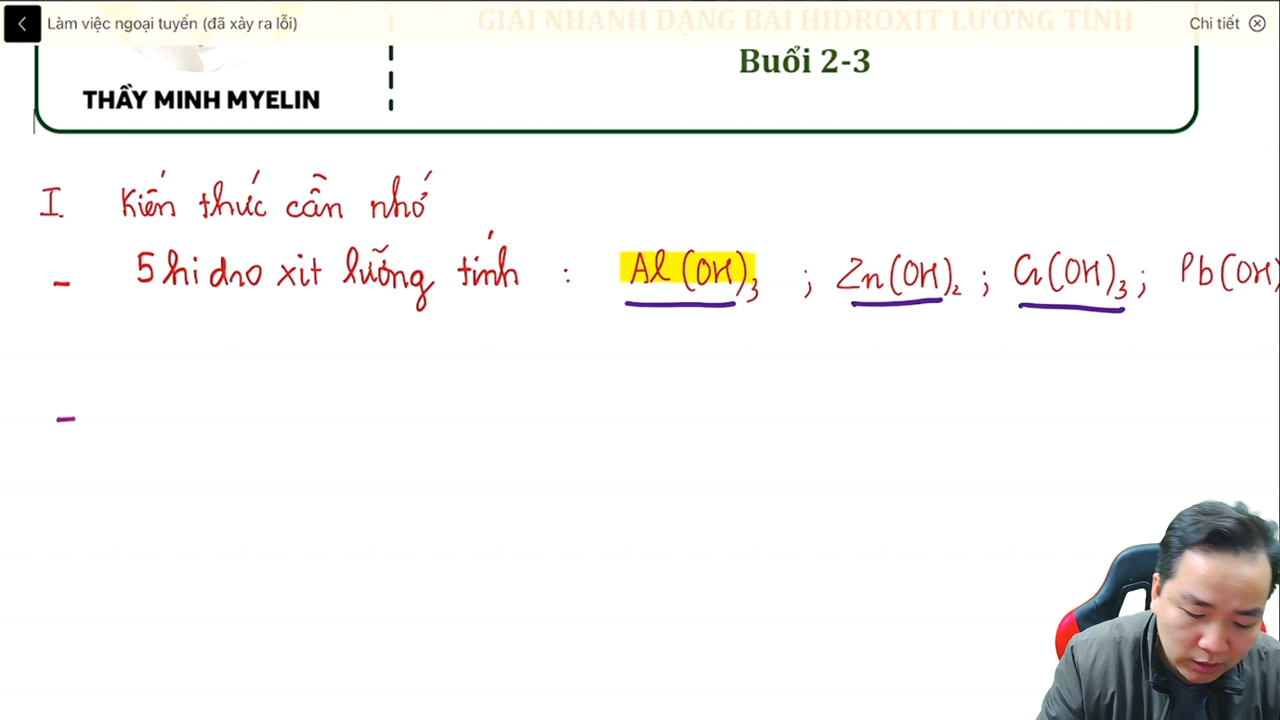 Làm việc ngoại tuyến (đã xảy ra lỗi)
GIẢI NHANH DẠNG BÀI HIDROXIT LƯỠNG TÍNH
Chi tiết
Buổi 2-3
THẦY MINH MYELIN
I. Kiến thức cần nhớ
- 5 hidroxit lưỡng tính : Al(OH)₃ ; Zn(OH)₂ ; Cr(OH)₃ ; Pb(OH)
-